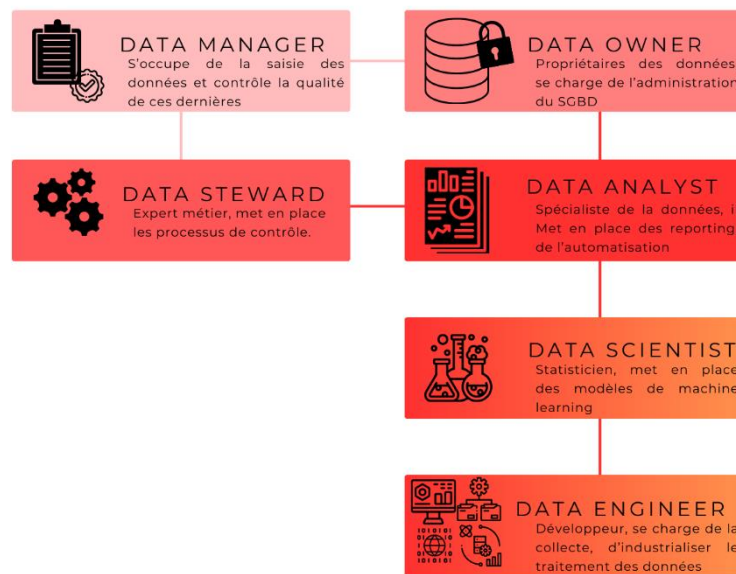 DATA MANAGER
S'occupe de la saisie des
données et contrôle la qualité
de ces dernières
DATA OWNER
Propriétaires des données
se charge de l'administration
du SGBD
DATA STEWARD
Expert métier, met en place
les processus de contrôle.
DATA ANALYST
Spécialiste de la données, i
Met en place des reporting
de l'automatisation
DATA SCIENTIST
Statisticien, met en place
des modèles de machine
learning
DATA ENGINEER
Développeur, se charge de la
collecte, d'industrialiser le
traitement des données